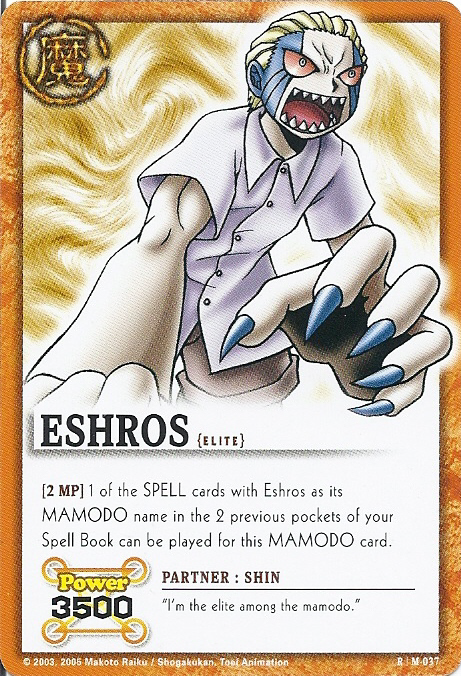 魔
ESHROS {ELITE}
[2 MP] 1 of the SPELL cards with Eshros as its
MAMODO name in the 2 previous pockets of your
Spell Book can be played for this MAMODO card.
Power
3500
PARTNER : SHIN
"I'm the elite among the mamodo."
© 2003, 2005 Makoto Raiku / Shogakukan, Toei Animation
R | M-037